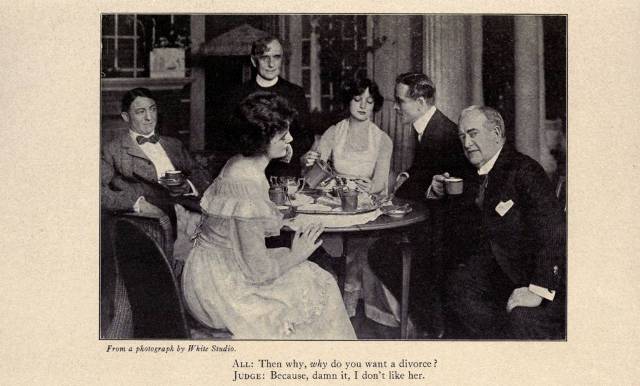 From a photograph by White Studio.
ALL: Then why, why do you want a divorce?
JUDGE: Because, damn it, I don't like her.